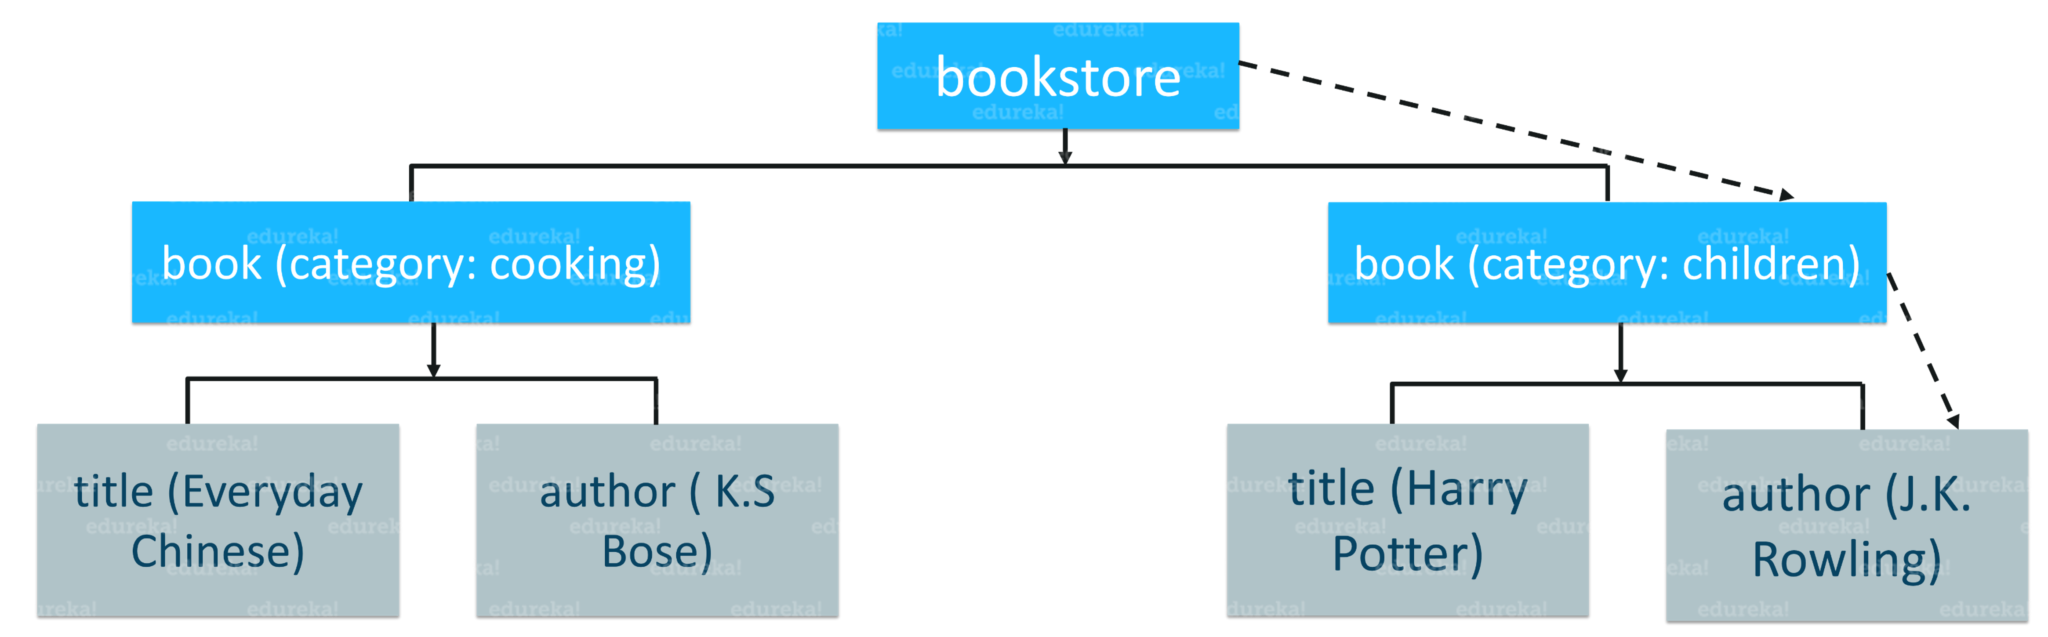 bookstore
book (category: cooking)
book (category: children)
title (Everyday
Chinese)
author ( K.S
Bose)
title (Harry
Potter)
author (J.K.
Rowling)
edureka!